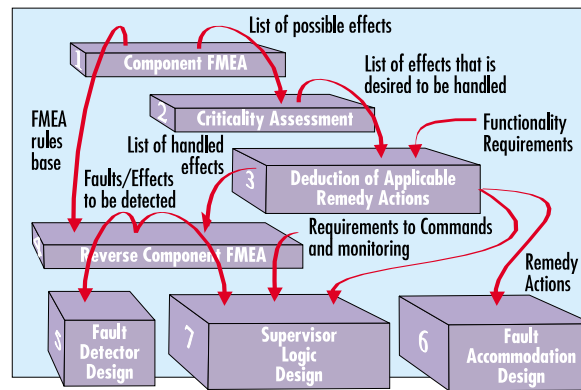 List of possible effects
1
Component FMEA
List of effects that is
desired to be handled
2
Criticality Assessment
FMEA
rules
base
List of handled
effects
Functionality
Requirements
Faults/Effects
to be detected
3
Deduction of Applicable
Remedy Actions
Requirements to Commands
and monitoring
Reverse Component FMEA
Remedy
Actions
5
Fault
Detector
Design
7
Supervisor
Logic
Design
6
Fault
Accommodation
Design